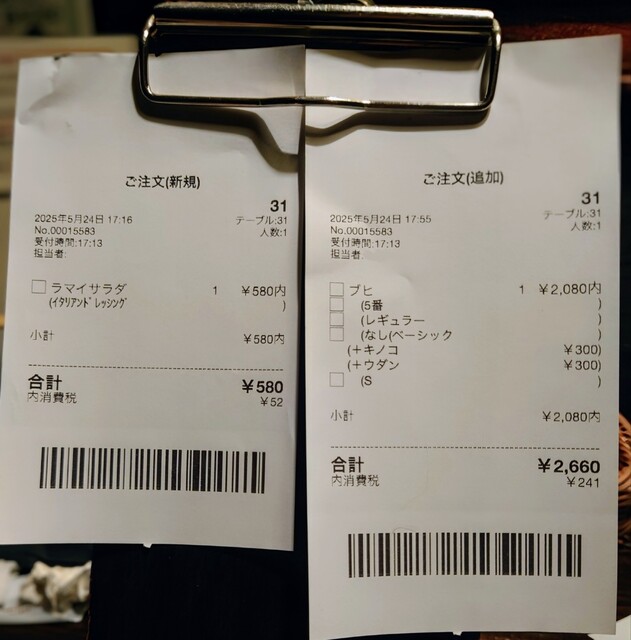 ご注文(新規)
31
2025年5月24日 17:16 テーブル:31
No.00015583 人数:1
受付時間:17:13
担当者:
ラマイサラダ 1 ¥580内
(イタリアンドレッシング )
小計 ¥580内
合計 ¥580
内消費税 ¥52
ご注文(追加)
31
2025年5月24日 17:55 テーブル:31
No.00015583 人数:1
受付時間:17:13
担当者:
ブヒ 1 ¥2,080内
(5番 )
(レギュラー )
(なし(ベーシック )
(+キノコ ¥300)
(+ウダン ¥300)
(S )
小計 ¥2,080内
合計 ¥2,660
内消費税 ¥241